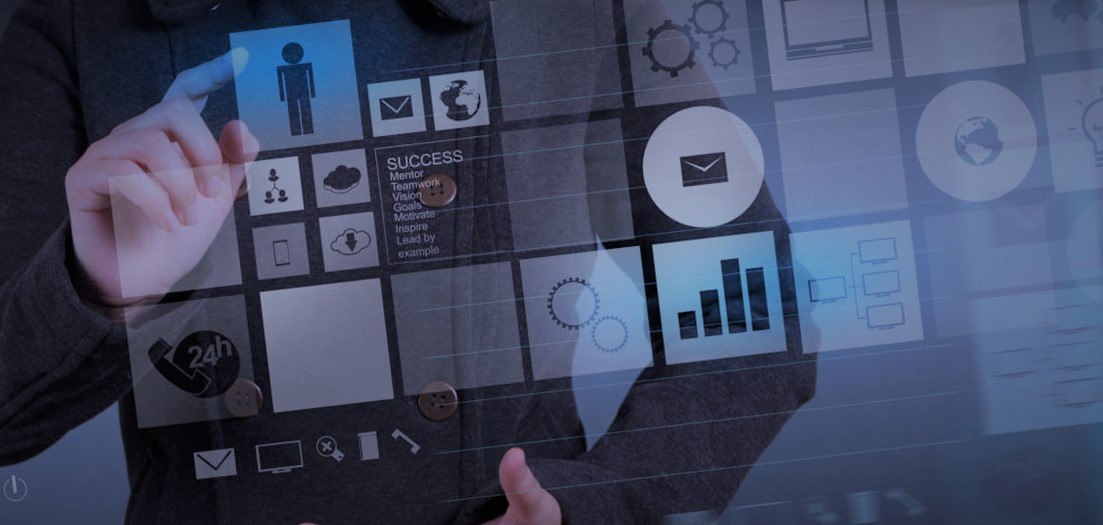 SUCCESS
Mentor
Teamwork
Vision
Goals
Motivate
Inspire
Lead by
example
24h